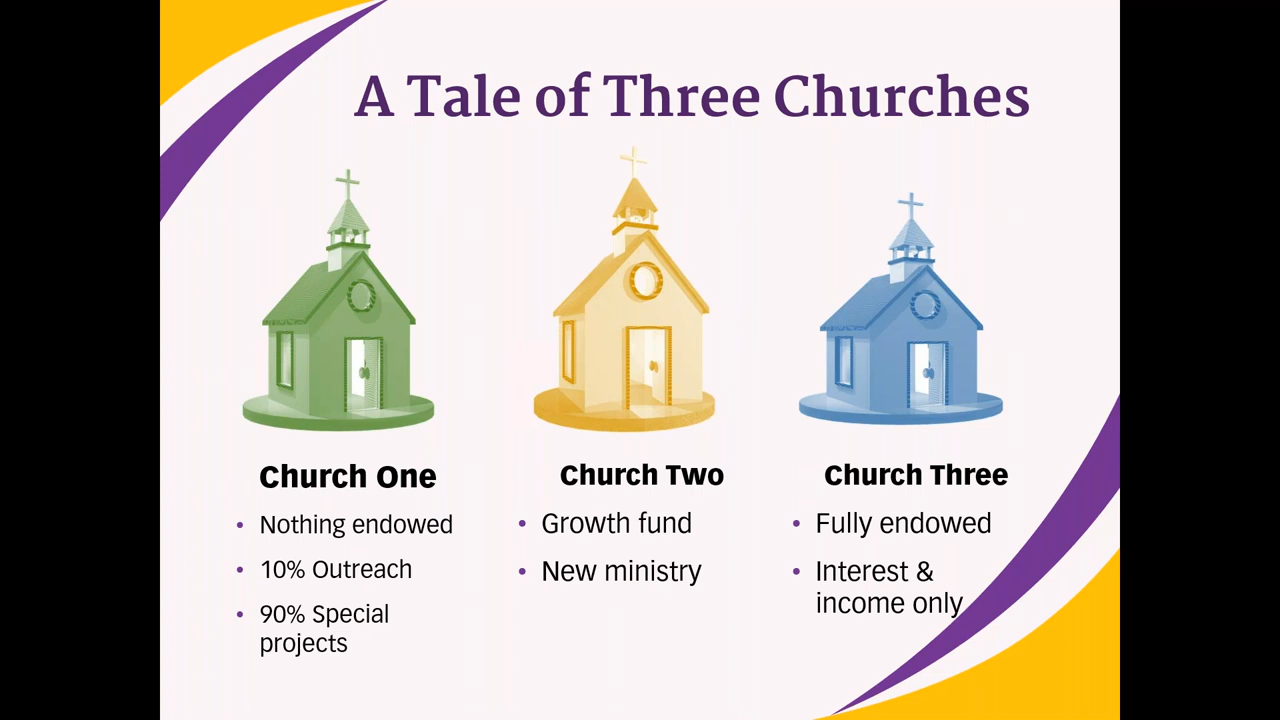 A Tale of Three Churches
Church One
• Nothing endowed
• 10% Outreach
• 90% Special
projects
Church Two
• Growth fund
• New ministry
Church Three
• Fully endowed
• Interest &
income only